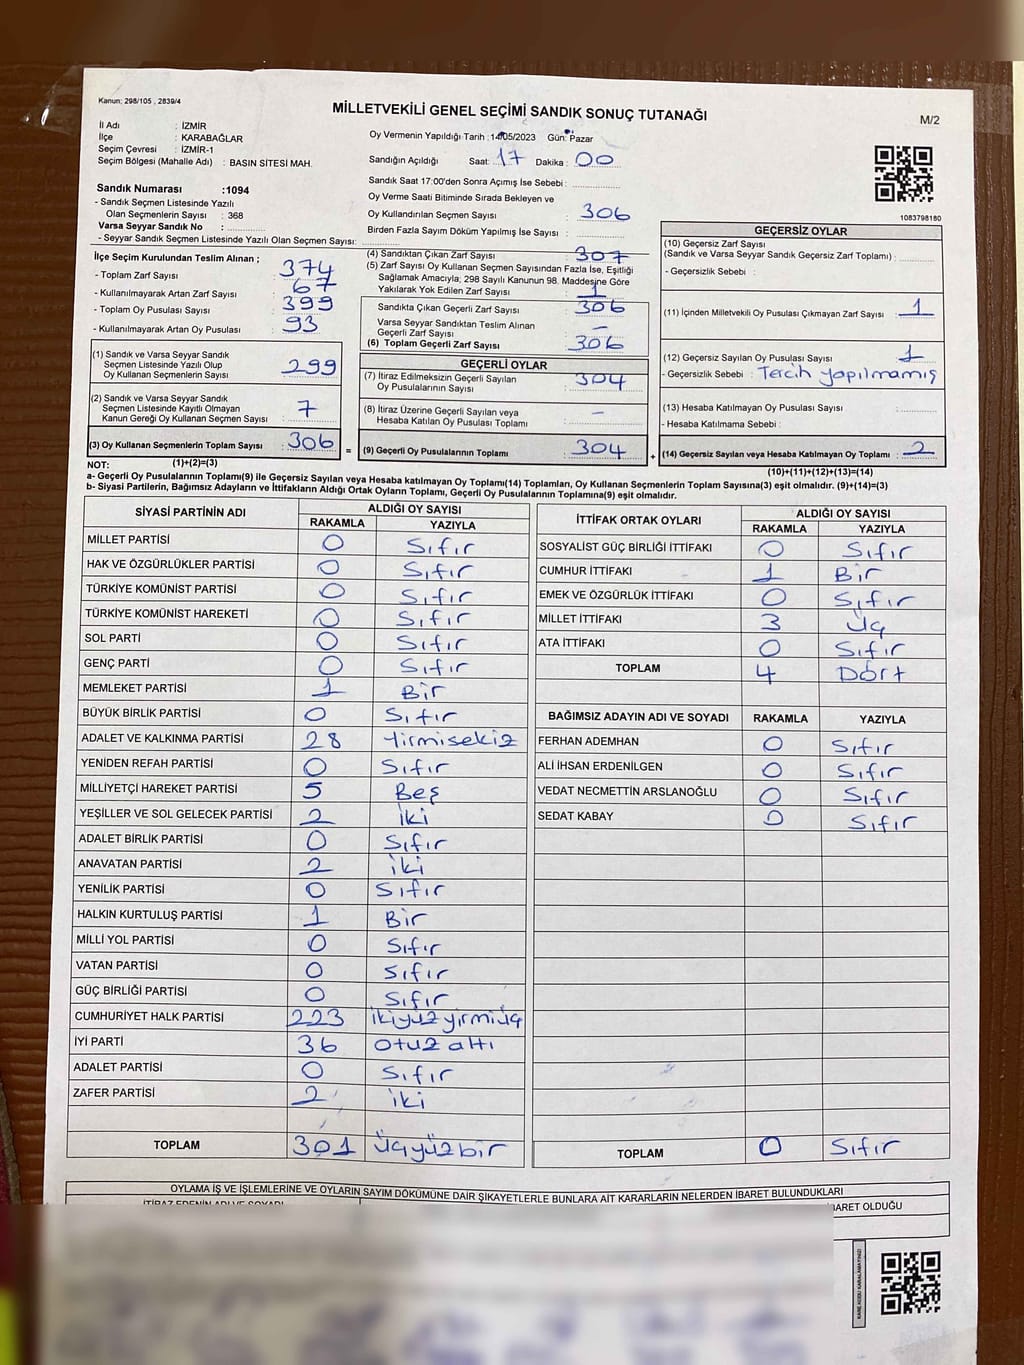 Kanun: 298/105 , 2839/4
MİLLETVEKİLİ GENEL SEÇİMİ SANDIK SONUÇ TUTANAĞI
M/2
İl Adı : İZMİR
İlçe : KARABAĞLAR
Seçim Çevresi : İZMİR-1
Seçim Bölgesi (Mahalle Adı) : BASIN SİTESİ MAH.
Oy Vermenin Yapıldığı Tarih : 14/05/2023 Gün: Pazar
Sandığın Açıldığı Saat: 17 Dakika : 00
Sandık Saat 17:00'den Sonra Açımış İse Sebebi :
Oy Verme Saati Bitiminde Sırada Bekleyen ve
Oy Kullandırılan Seçmen Sayısı : 306
Birden Fazla Sayım Döküm Yapılmış İse Sayısı :
1083798180
Sandık Numarası :1094
- Sandık Seçmen Listesinde Yazılı
Olan Seçmenlerin Sayısı : 368
Varsa Seyyar Sandık No :
- Seyyar Sandık Seçmen Listesinde Yazılı Olan Seçmen Sayısı:
İlçe Seçim Kurulundan Teslim Alınan ;
- Toplam Zarf Sayısı : 374
- Kullanılmayarak Artan Zarf Sayısı : 67
- Toplam Oy Pusulası : 399
- Kullanılmayarak Artan Oy Pusulası : 93
(1) Sandık ve Varsa Seyyar Sandık
Seçmen Listesinde Yazılı Olup
Oy Kullanan Seçmenlerin Sayısı : 299
(2) Sandık ve Varsa Seyyar Sandık
Seçmen Listesinde Kayıtlı Olmayan
Kanun Gereği Oy Kullanan Seçmen Sayısı : 7
(3) Oy Kullanan Seçmenlerin Toplam Sayısı : 306
(1)+(2)=(3)
(4) Sandıktan Çıkan Zarf Sayısı : 307
(5) Zarf Sayısı Oy Kullanan Seçmen Sayısından Fazla İse, Eşitliği
Sağlamak Amacıyla; 298 Sayılı Kanunun 98. Maddesine Göre
Yakılarak Yok Edilen Zarf Sayısı : 1
Sandıkta Çıkan Geçerli Zarf Sayısı : 306
Varsa Seyyar Sandıktan Teslim Alınan
Geçerli Zarf Sayısı : –
(6) Toplam Geçerli Zarf Sayısı : 306
GEÇERLİ OYLAR
(7) İtiraz Edilmeksizin Geçerli Sayılan
Oy Pusulalarının Sayısı : 304
(8) İtiraz Üzerine Geçerli Sayılan veya
Hesaba Katılan Oy Pusulası Toplamı : –
= (9) Geçerli Oy Pusulalarının Toplamı : 304 +
GEÇERSİZ OYLAR
(10) Geçersiz Zarf Sayısı
(Sandık ve Varsa Seyyar Sandık Geçersiz Zarf Toplamı) :
- Geçersizlik Sebebi :
(11) İçinden Milletvekili Oy Pusulası Çıkmayan Zarf Sayısı : 1
(12) Geçersiz Sayılan Oy Pusulası Sayısı : 1
- Geçersizlik Sebebi : Tercih yapılmamış
(13) Hesaba Katılmayan Oy Pusulası Sayısı :
- Hesaba Katılmama Sebebi :
(14) Geçersiz Sayılan veya Hesaba Katılmayan Oy Toplamı : 2
(10)+(11)+(12)+(13)=(14)
NOT:
a- Geçerli Oy Pusulası Toplamı(9) ile Geçersiz Sayılan veya Hesaba katılmayan Oy Toplamı(14) Toplamları, Oy Kullanan Seçmenlerin Toplam Sayısına(3) eşit olmalıdır. (9)+(14)=(3)
b- Siyasi Partilerin, Bağımsız Adayların ve İttifakların Aldığı Ortak Oyların Toplamı, Geçerli Oy Pusulalarının Toplamına(9) eşit olmalıdır.
SİYASİ PARTİNİN ADI ALDIĞI OY SAYISI
RAKAMLA YAZIYLA
MİLLET PARTİSİ 0 Sıfır
HAK VE ÖZGÜRLÜKLER PARTİSİ 0 Sıfır
TÜRKİYE KOMÜNİST PARTİSİ 0 Sıfır
TÜRKİYE KOMÜNİST HAREKETİ 0 Sıfır
SOL PARTİ 0 Sıfır
GENÇ PARTİ 0 Sıfır
MEMLEKET PARTİSİ 1 Bir
BÜYÜK BİRLİK PARTİSİ 0 Sıfır
ADALET VE KALKINMA PARTİSİ 28 Yirmisekiz
YENİDEN REFAH PARTİSİ 0 Sıfır
MİLLİYETÇİ HAREKET PARTİSİ 5 Beş
YEŞİLLER VE SOL GELECEK PARTİSİ 2 iki
ADALET BİRLİK PARTİSİ 0 Sıfır
ANAVATAN PARTİSİ 2 iki
YENİLİK PARTİSİ 0 Sıfır
HALKIN KURTULUŞ PARTİSİ 1 Bir
MİLLİ YOL PARTİSİ 0 Sıfır
VATAN PARTİSİ 0 Sıfır
GÜÇ BİRLİĞİ PARTİSİ 0 Sıfır
CUMHURİYET HALK PARTİSİ 223 ikiyüzyirmiüç
İYİ PARTİ 36 otuzaltı
ADALET PARTİSİ 0 Sıfır
ZAFER PARTİSİ 2 iki
TOPLAM 301 Üçyüzbir
İTTİFAK ORTAK OYLARI ALDIĞI OY SAYISI
RAKAMLA YAZIYLA
SOSYALİST GÜÇ BİRLİĞİ İTTİFAKI 0 Sıfır
CUMHUR İTTİFAKI 1 Bir
EMEK VE ÖZGÜRLÜK İTTİFAKI 0 Sıfır
MİLLET İTTİFAKI 3 Üç
ATA İTTİFAKI 0 Sıfır
TOPLAM 4 Dört
BAĞIMSIZ ADAYIN ADI VE SOYADI RAKAMLA YAZIYLA
FERHAN ADEMHAN 0 Sıfır
ALİ İHSAN ERDENİLGEN 0 Sıfır
VEDAT NECMETTİN ARSLANOĞLU 0 Sıfır
SEDAT KABAY 0 Sıfır
TOPLAM 0 Sıfır
OYLAMA İŞ VE İŞLEMLERİNE VE OYLARIN SAYIM DÖKÜMÜNE DAİR ŞİKAYETLERLE BUNLARA AİT KARARLARIN NELERDEN İBARET BULUNDUKLARI
İTİRAZ EDENİN ADI VE SOYADI
İBARET OLDUĞU
KARE KODU KARALAMAYINIZ!